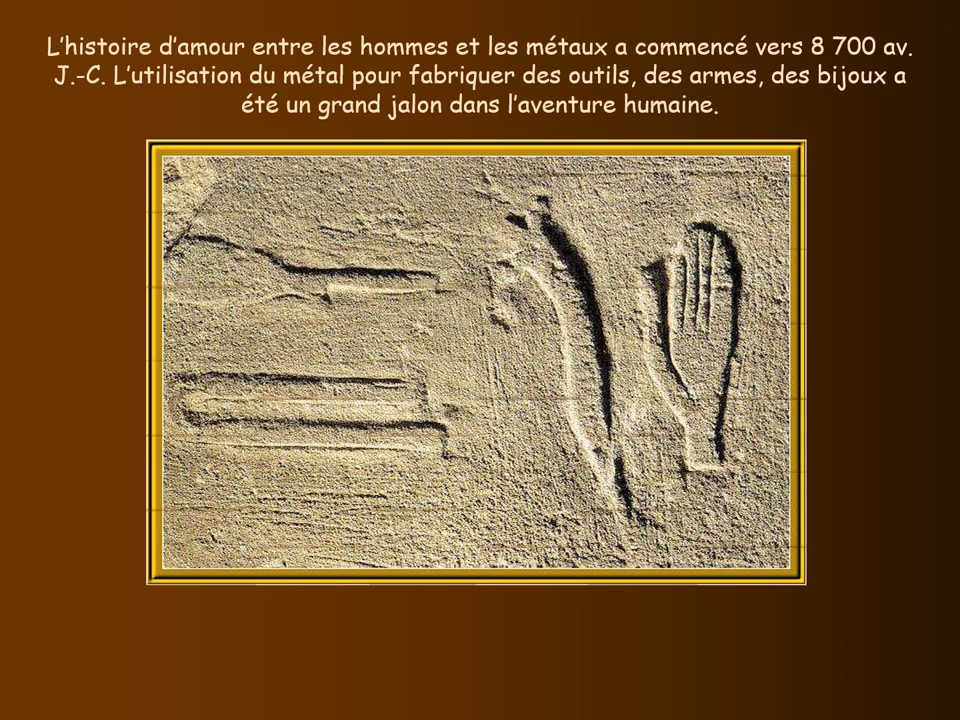 L’histoire d’amour entre les hommes et les métaux a commencé vers 8 700 av.
J.-C. L’utilisation du métal pour fabriquer des outils, des armes, des bijoux a
été un grand jalon dans l’aventure humaine.